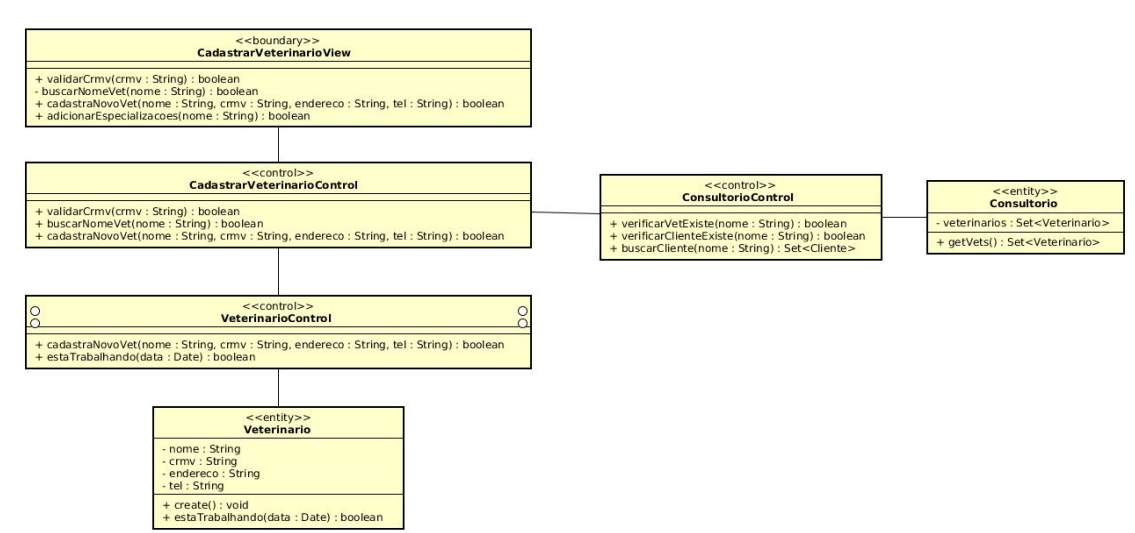 <<boundary>>
CadastrarVeterinarioView
+ validarCrmv(crmv : String) : boolean
- buscarNomeVet(nome : String) : boolean
+ cadastraNovoVet(nome : String, crmv : String, endereco : String, tel : String) : boolean
+ adicionarEspecializacoes(nome : String) : boolean
<<control>>
CadastrarVeterinarioControl
+ validarCrmv(crmv : String) : boolean
+ buscarNomeVet(nome : String) : boolean
+ cadastraNovoVet(nome : String, crmv : String, endereco : String, tel : String) : boolean
<<control>>
ConsultorioControl
+ verificarVetExiste(nome : String) : boolean
+ verificarClienteExiste(nome : String) : boolean
+ buscarCliente(nome : String) : Set<Cliente>
<<entity>>
Consultorio
- veterinarios : Set<Veterinario>
+ getVets() : Set<Veterinario>
<<control>>
VeterinarioControl
+ cadastraNovoVet(nome : String, crmv : String, endereco : String, tel : String) : boolean
+ estaTrabalhando(data : Date) : boolean
<<entity>>
Veterinario
- nome : String
- crmv : String
- endereco : String
- tel : String
+ create() : void
+ estaTrabalhando(data : Date) : boolean